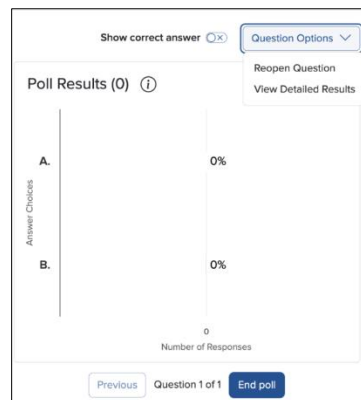 Show correct answer
Question Options
Reopen Question
View Detailed Results
Poll Results (0) i
A.
0%
Answer Choices
B.
0%
0
Number of Responses
Previous
Question 1 of 1
End poll